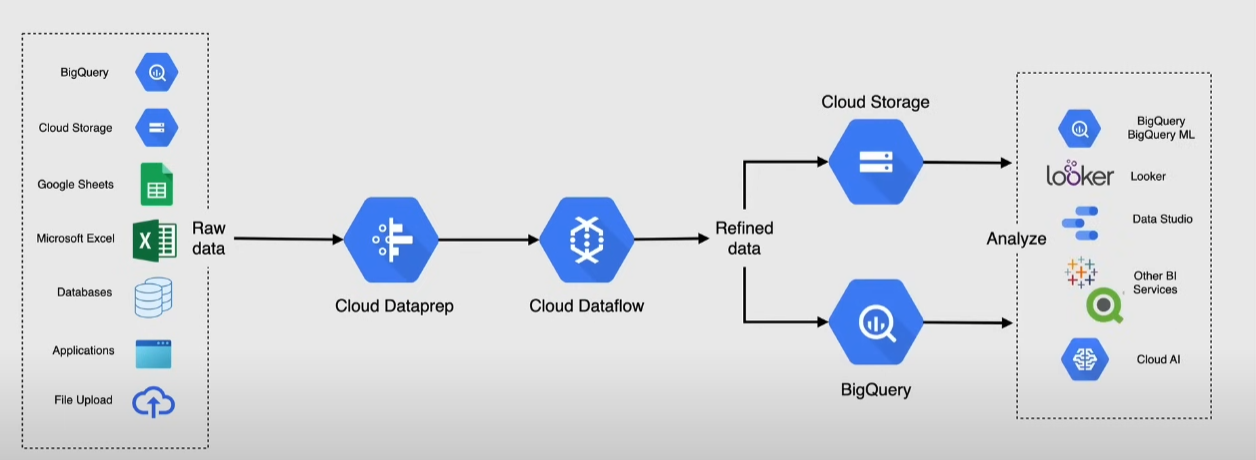 BigQuery
Cloud Storage
Google Sheets
Microsoft Excel
X
Databases
Applications
File Upload
Raw
data
Cloud Dataprep
Cloud Dataflow
Refined
data
Cloud Storage
BigQuery
Analyze
BigQuery
BigQuery ML
looker
Looker
Data Studio
Other BI
Services
Cloud AI